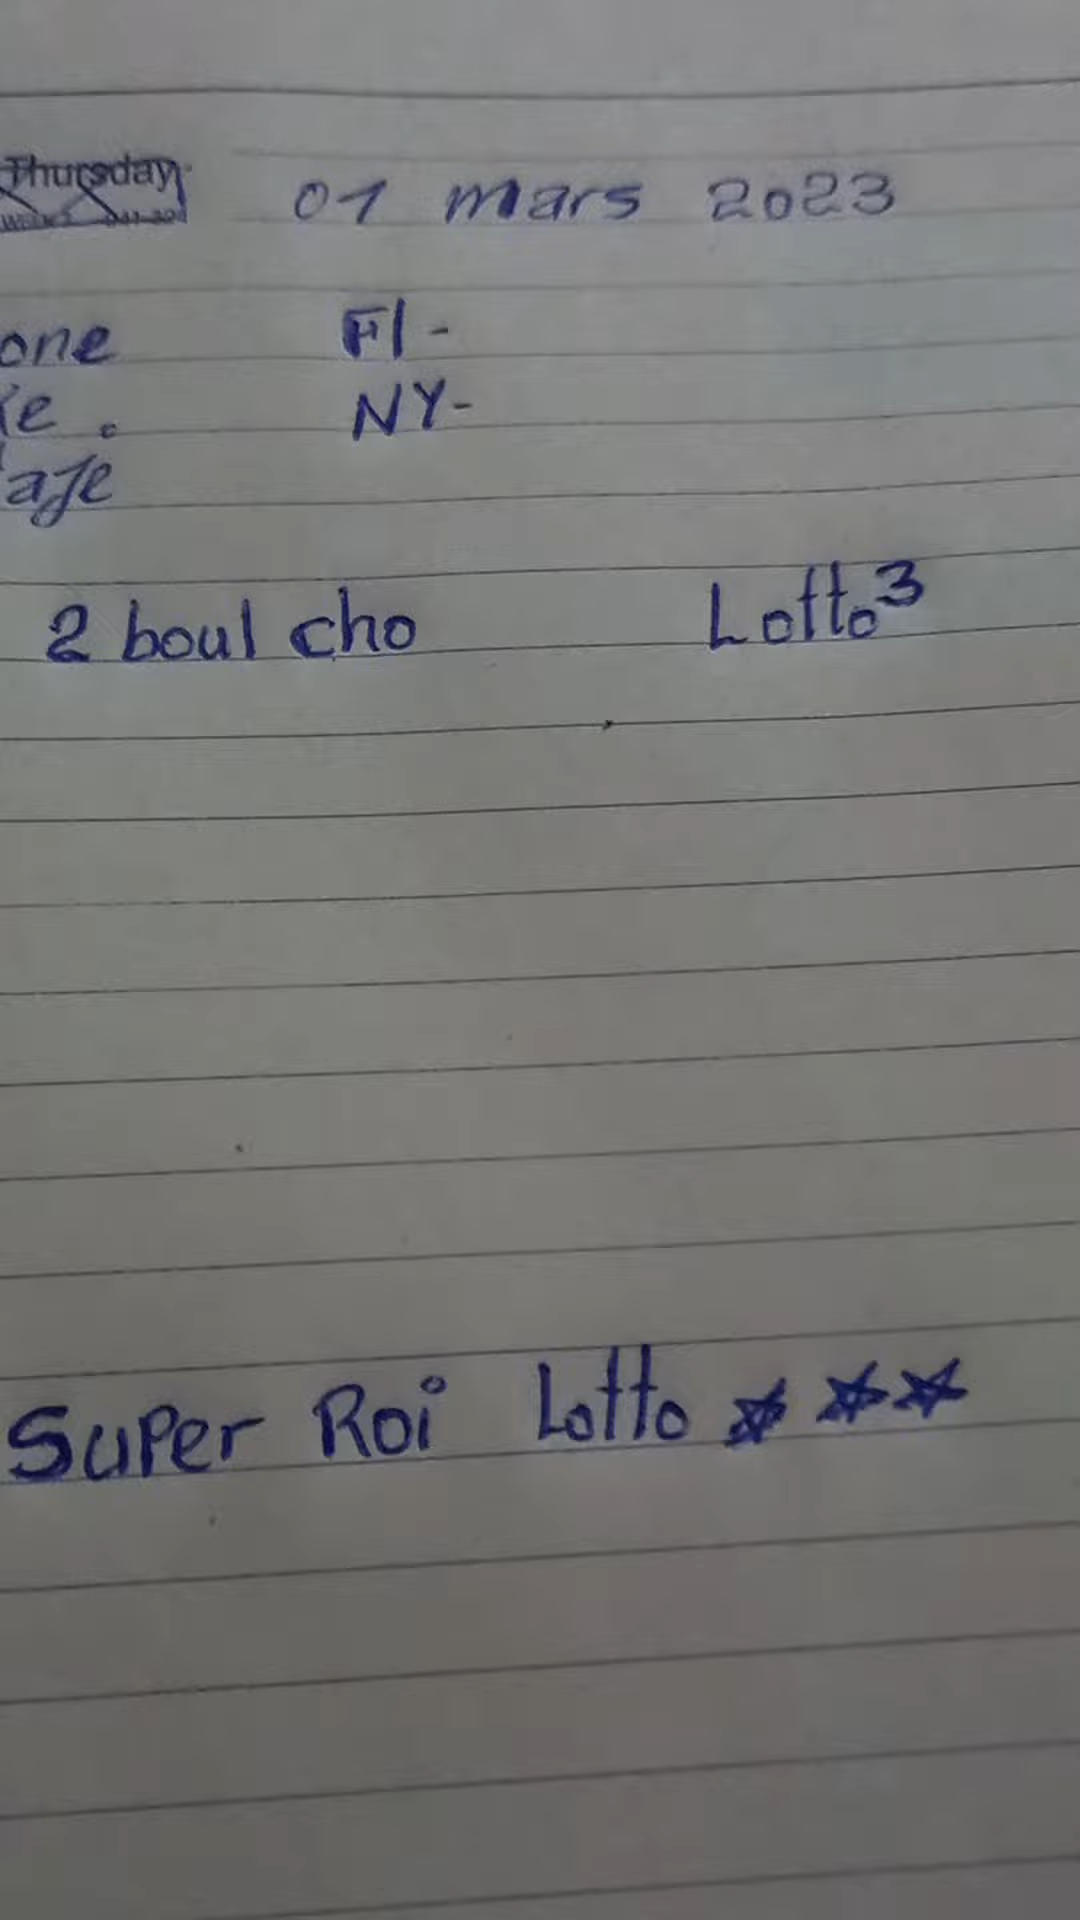 Thursday
01 mars 2023
one Fl -
NY-
aje
2 boul cho Lotto3
Super Roi Lotto ★ ★ ★